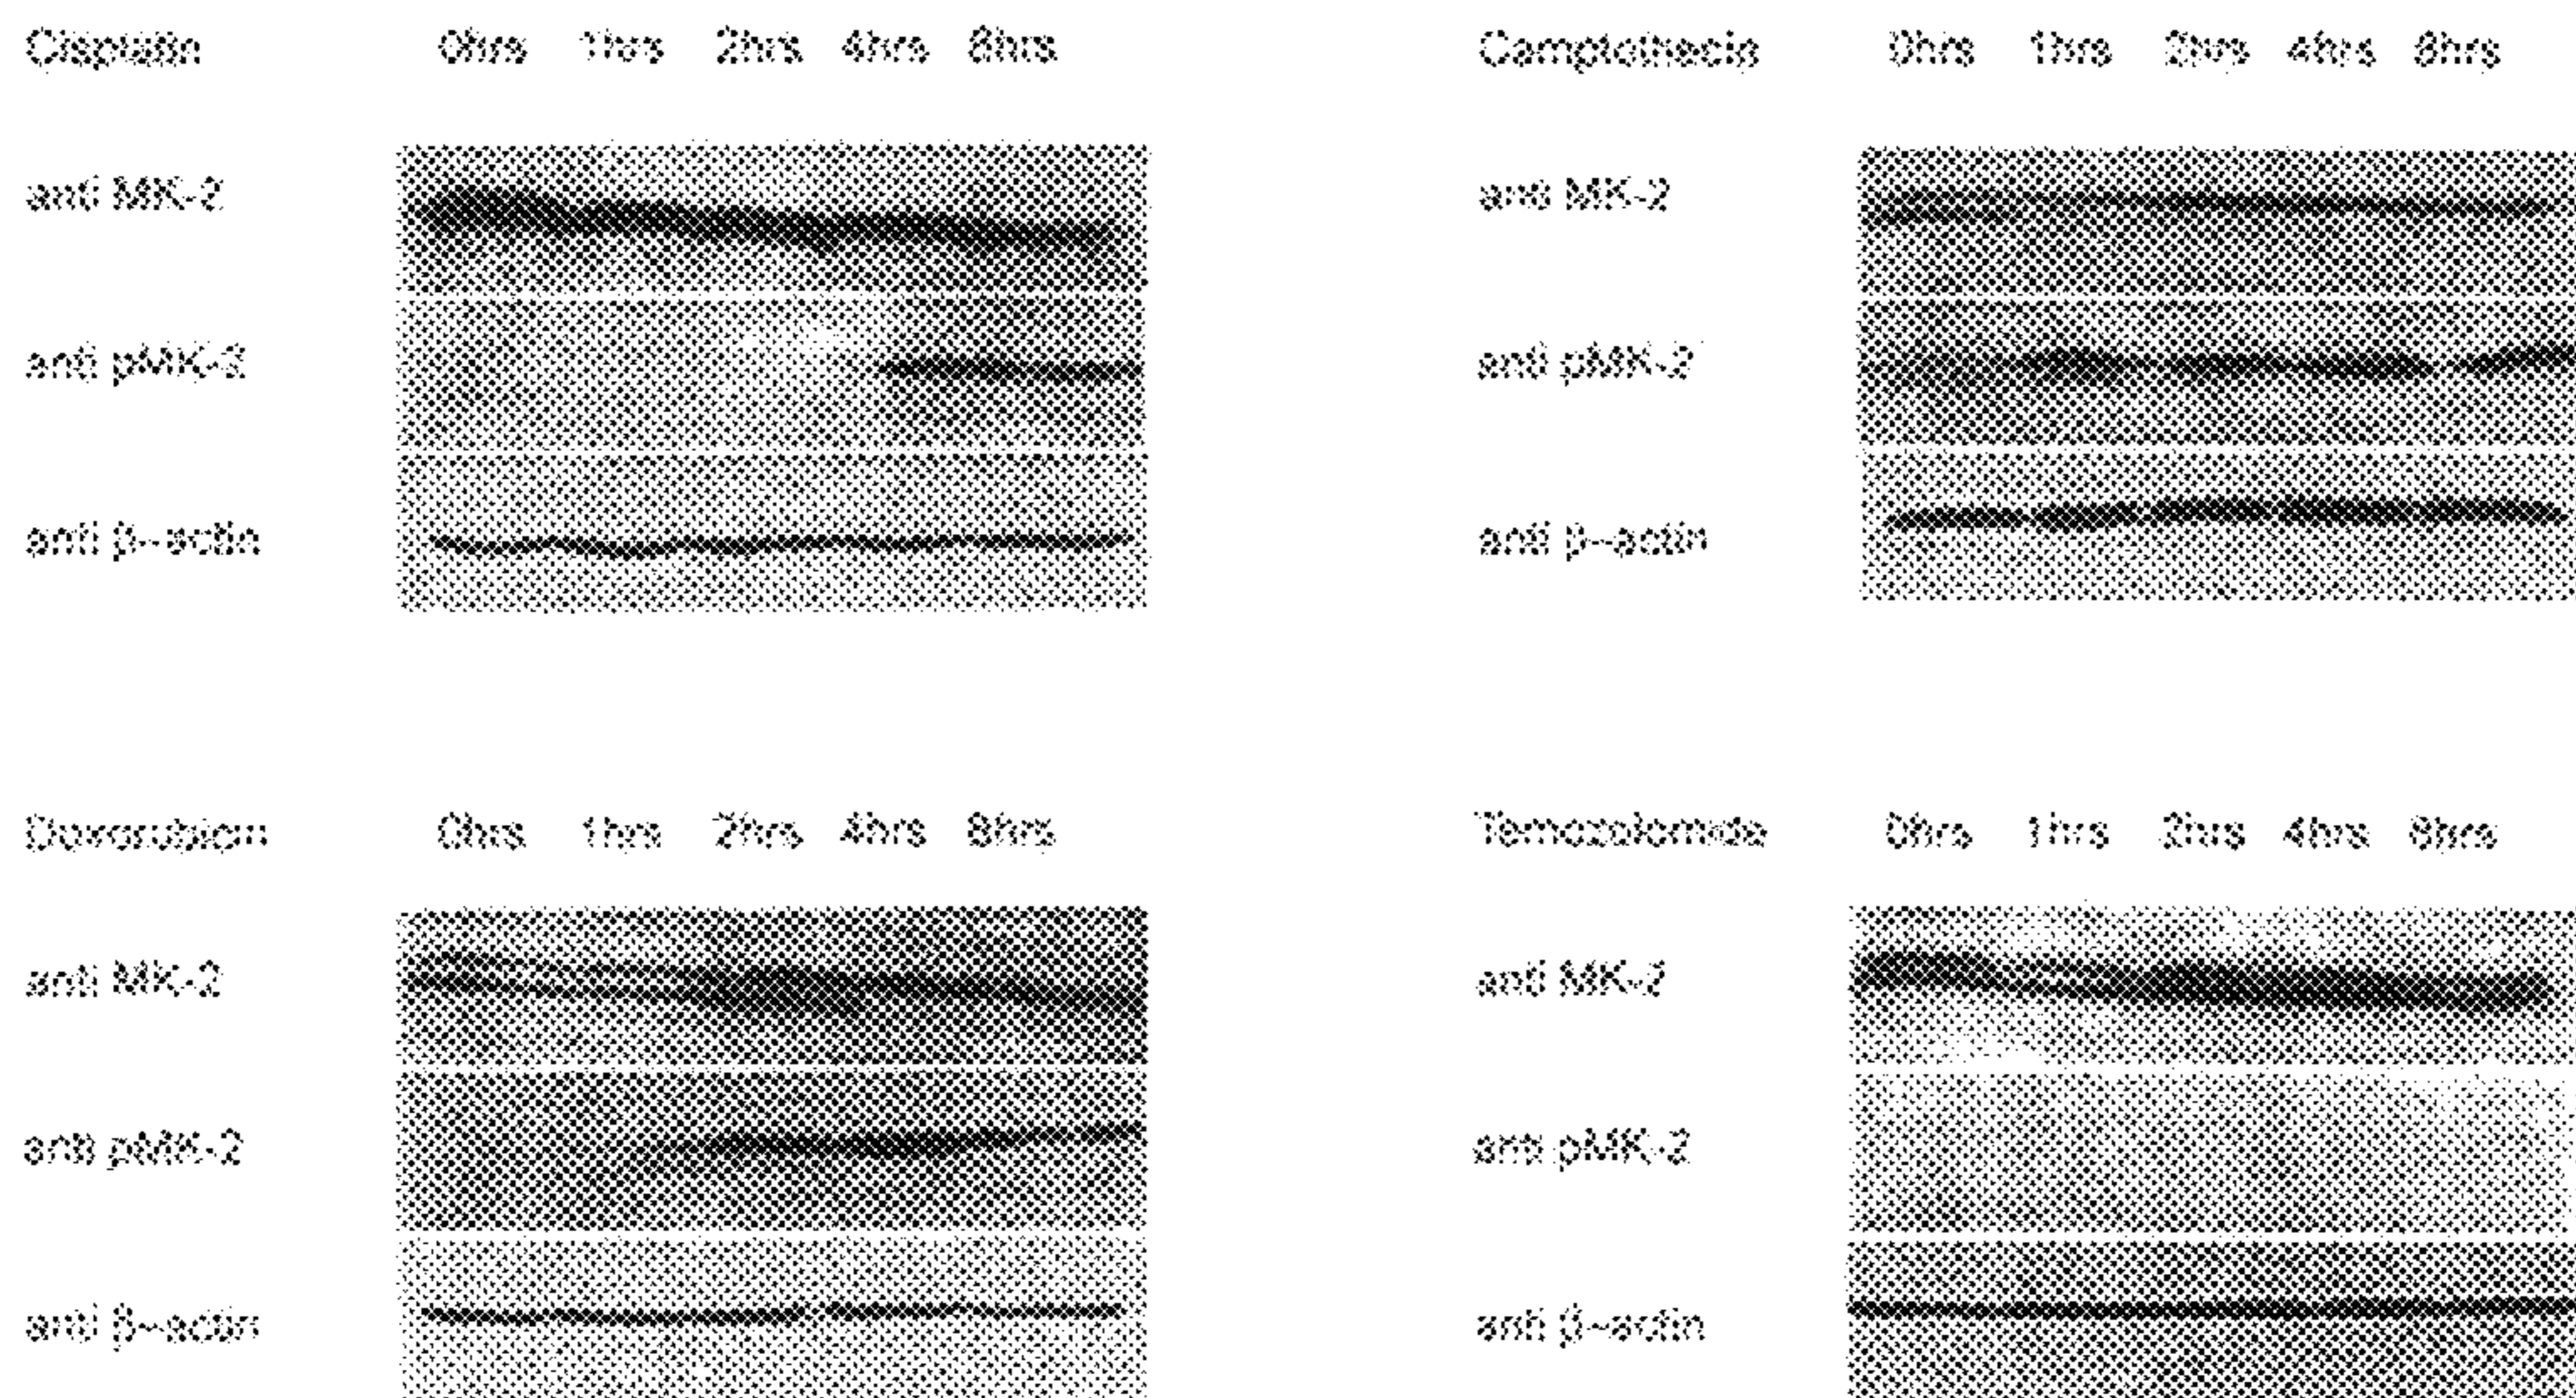 Cisplatin 0hrs 1hrs 2hrs 4hrs 8hrs
anti MK-2
anti pMK-2
anti β-actin
Camptothecin 0hrs 1hrs 2hrs 4hrs 8hrs
anti MK-2
anti pMK-2
anti β-actin
Doxorubicin 0hrs 1hrs 2hrs 4hrs 8hrs
anti MK-2
anti pMK-2
anti β-actin
Temozolomide 0hrs 1hrs 2hrs 4hrs 8hrs
anti MK-2
anti pMK-2
anti β-actin